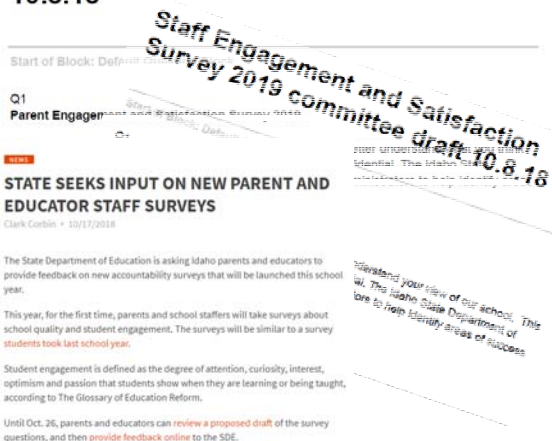 Staff Engagement and Satisfaction
Survey 2019 committee draft 10.8.18
Start of Block:
Q1
Parent Engagement and Satisfaction Survey 2019
NEWS
STATE SEEKS INPUT ON NEW PARENT AND
EDUCATOR STAFF SURVEYS
Clark Corbin • 10/17/2018
The State Department of Education is asking Idaho parents and educators to
provide feedback on new accountability surveys that will be launched this school
year.
This year, for the first time, parents and school staffers will take surveys about
school quality and student engagement. The surveys will be similar to a survey
students took last school year.
Student engagement is defined as the degree of attention, curiosity, interest,
optimism and passion that students show when they are learning or being taught,
according to The Glossary of Education Reform.
Until Oct. 26, parents and educators can review a proposed draft of the survey
questions, and then provide feedback online to the SDE.
understand your view of our school. This
The Idaho State Department of
to help identify areas of success